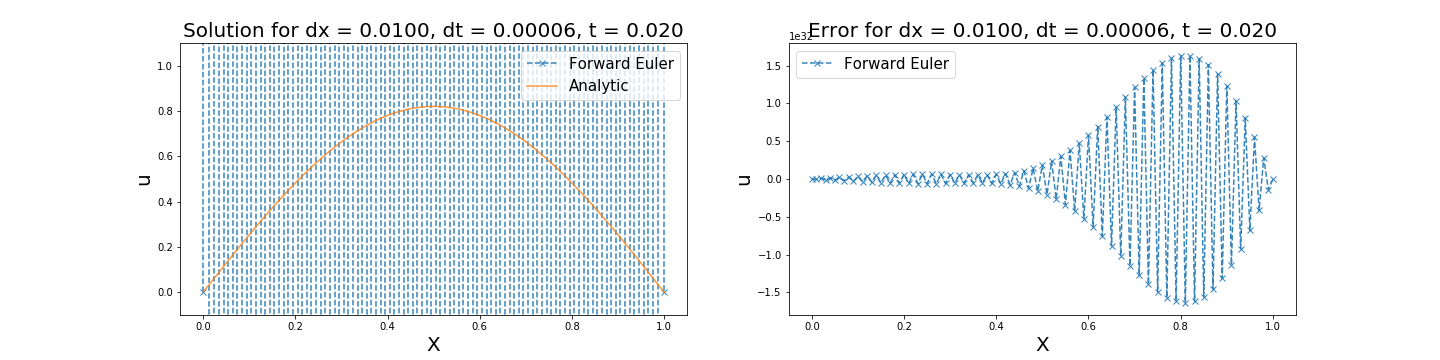 Solution for dx = 0.0100, dt = 0.00006, t = 0.020
1.0
0.8
0.6
0.4
0.2
0.0
u
Forward Euler
Analytic
0.0 0.2 0.4 0.6 0.8 1.0
X
Error for dx = 0.0100, dt = 0.00006, t = 0.020
1e32
1.5
1.0
0.5
0.0
−0.5
−1.0
−1.5
u
Forward Euler
0.0 0.2 0.4 0.6 0.8 1.0
X